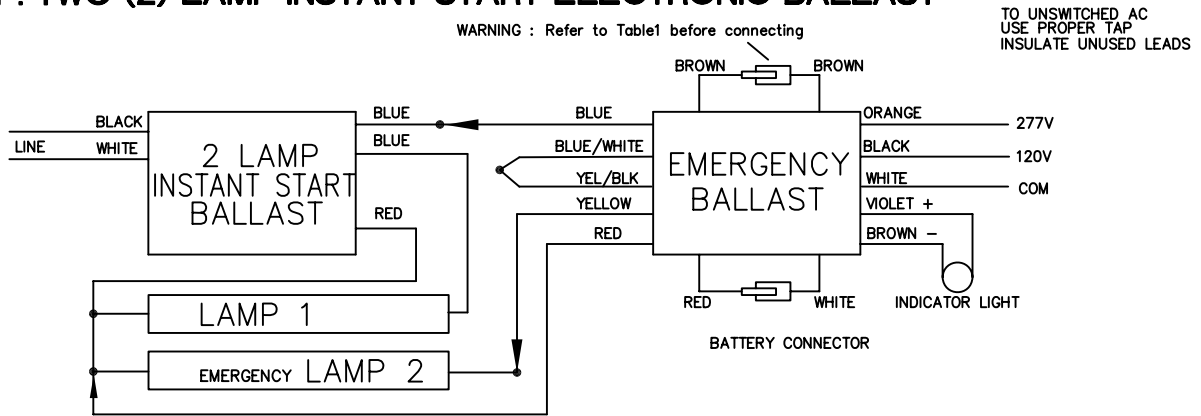 : TWO (2) LAMP INSTANT START ELECTRONIC BALLAST
TO UNSWITCHED AC
USE PROPER TAP
INSULATE UNUSED LEADS
WARNING : Refer to Table1 before connecting
BROWN
BROWN
BLACK
LINE
WHITE
2 LAMP
INSTANT START
BALLAST
BLUE
BLUE
RED
BLUE
BLUE/WHITE
YEL/BLK
YELLOW
RED
EMERGENCY
BALLAST
ORANGE
277V
BLACK
120V
WHITE
COM
VIOLET +
BROWN -
INDICATOR LIGHT
RED
WHITE
BATTERY CONNECTOR
LAMP 1
EMERGENCY LAMP 2